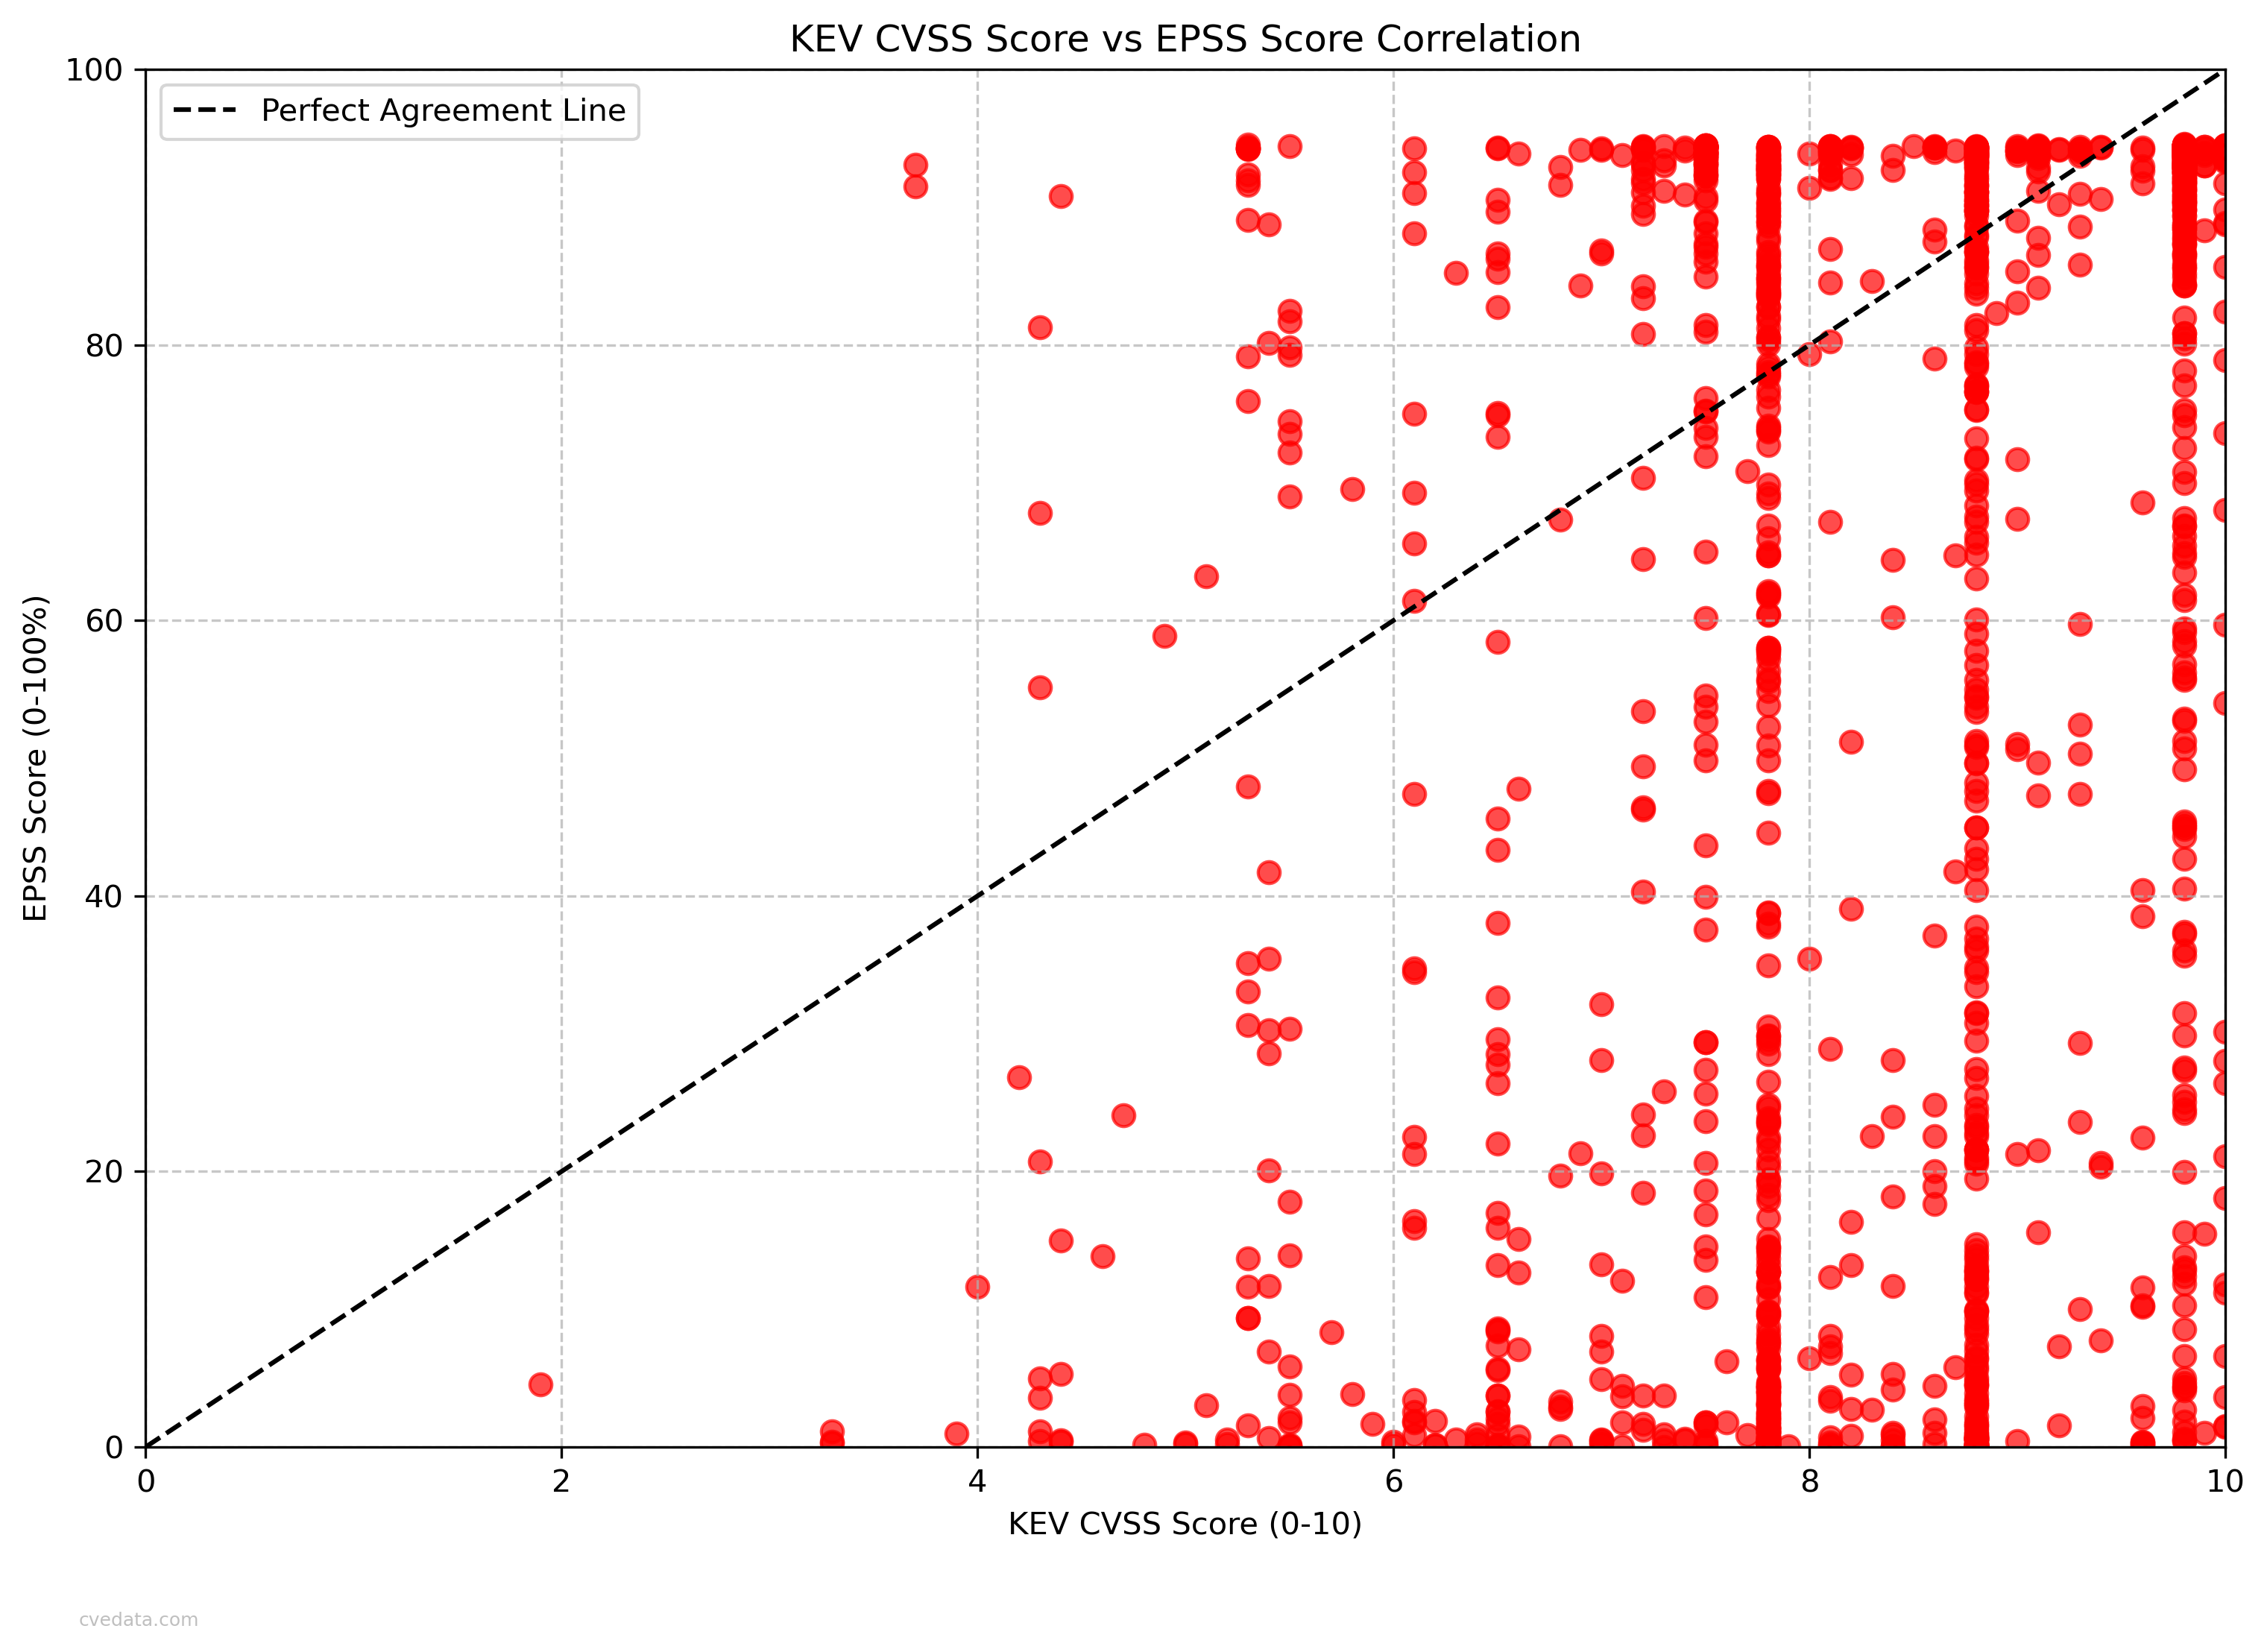 KEV CVSS Score vs EPSS Score Correlation
Perfect Agreement Line
100
80
60
40
20
0
EPSS Score (0-100%)
0 2 4 6 8 10
KEV CVSS Score (0-10)
cvedata.com